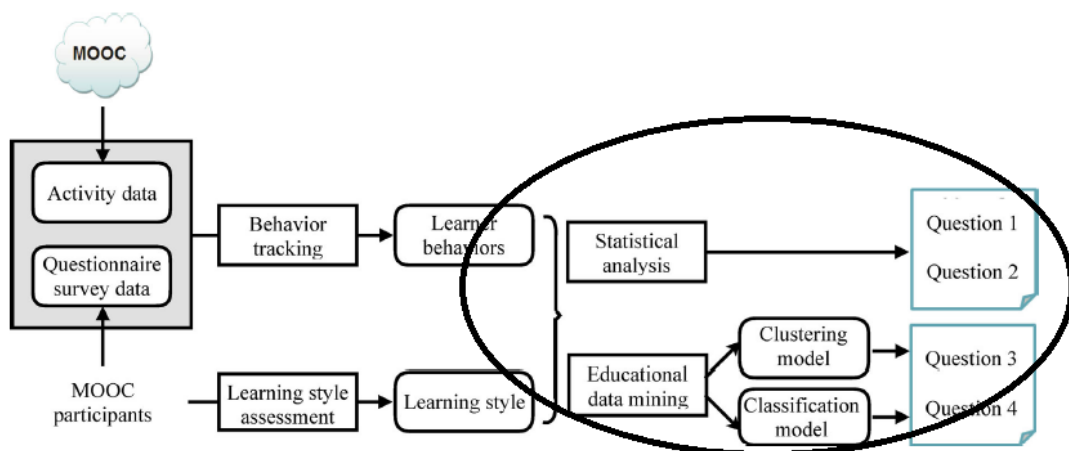 MOOC
Activity data
Questionnaire
survey data
MOOC
participants
Behavior
tracking
Learner
behaviors
Learning style
assessment
Learning style
Statistical
analysis
Educational
data mining
Clustering
model
Classification
model
Question 1
Question 2
Question 3
Question 4